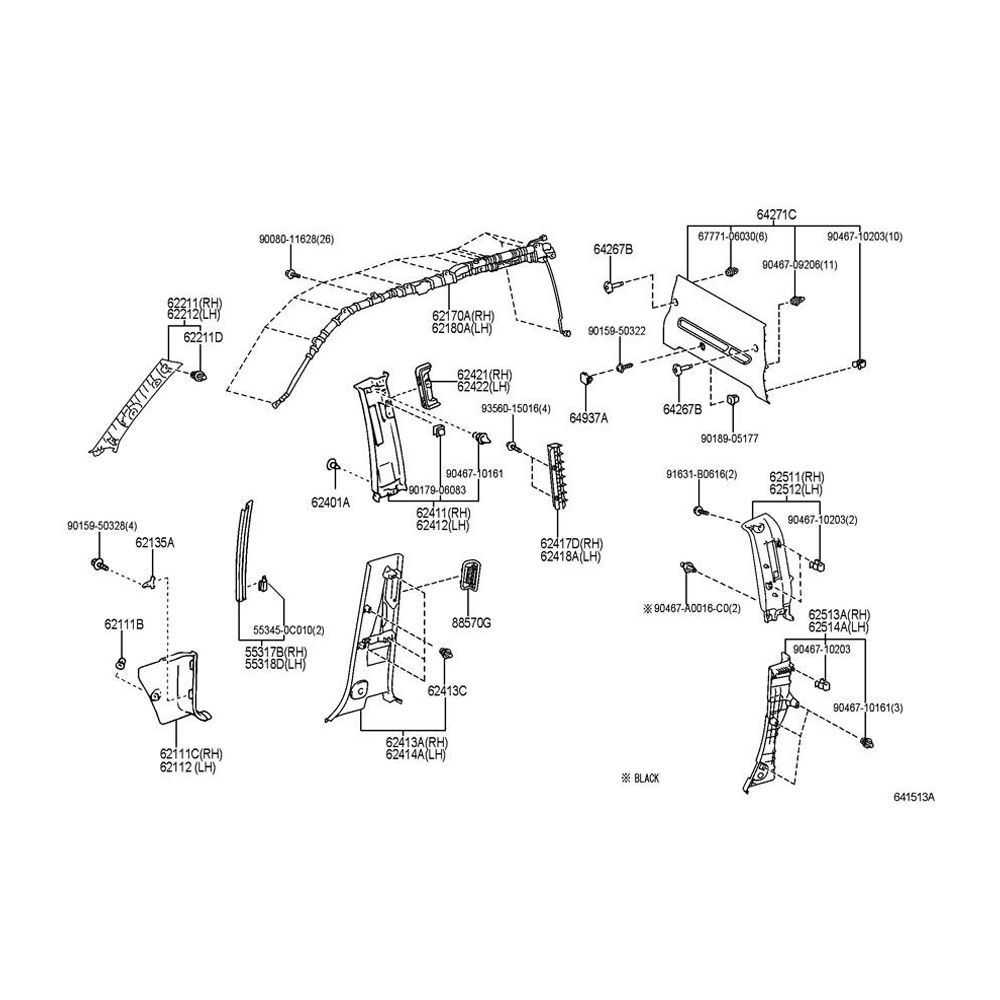 64271C
90080-11628(26)
67771-06030(6)
90467-10203(10)
64267B
90467-09206(11)
62211(RH)
62212(LH)
62170A(RH)
62180A(LH)
62211D
90159-50322
62421(RH)
62422(LH)
93560-15016(4)
64937A
64267B
90189-05177
90467-10161
90179-06083
62401A
91631-B0616(2)
62511(RH)
62512(LH)
62411(RH)
62412(LH)
90467-10203(2)
90159-50328(4)
62135A
62417D(RH)
62418A(LH)
※ 90467-A0016-C0(2)
62111B
55345-0C010(2)
88570G
62513A(RH)
62514A(LH)
55317B(RH)
55318D(LH)
90467-10203
62413C
90467-10161(3)
62413A(RH)
62414A(LH)
62111C(RH)
62112 (LH)
※ BLACK
641513A